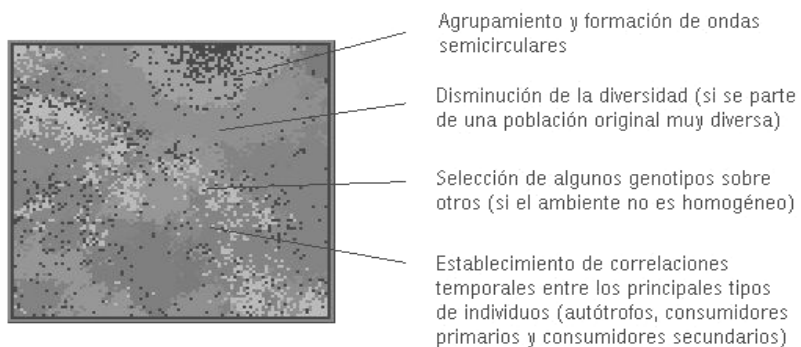 Agrupamiento y formación de ondas
semicirculares
Disminución de la diversidad (si se parte
de una población original muy diversa)
Selección de algunos genotipos sobre
otros (si el ambiente no es homogéneo)
Establecimiento de correlaciones
temporales entre los principales tipos
de individuos (autótrofos, consumidores
primarios y consumidores secundarios)